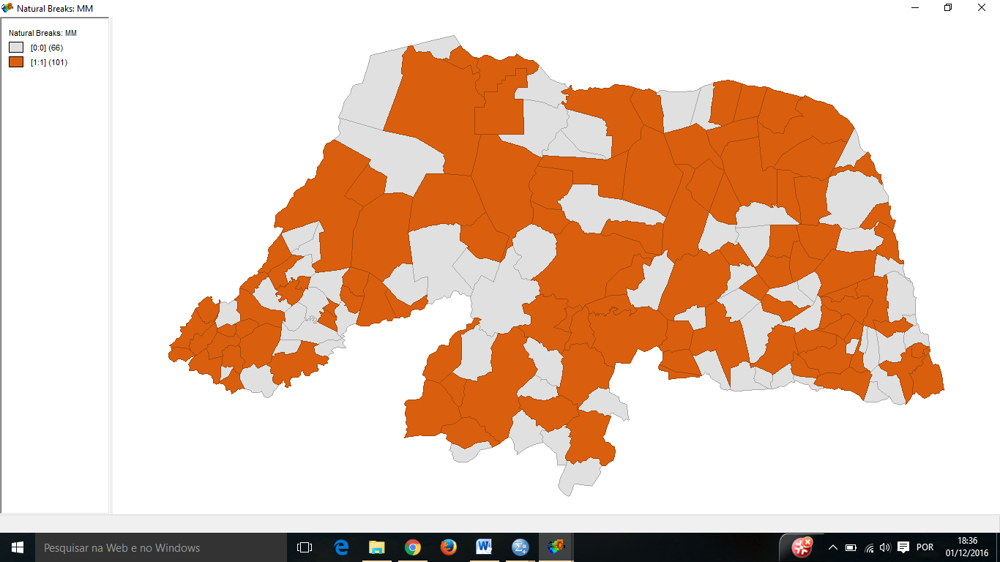 Natural Breaks: MM
Natural Breaks: MM
[0:0] (66)
[1:1] (101)
Pesquisar na Web e no Windows
POR
18:36
01/12/2016